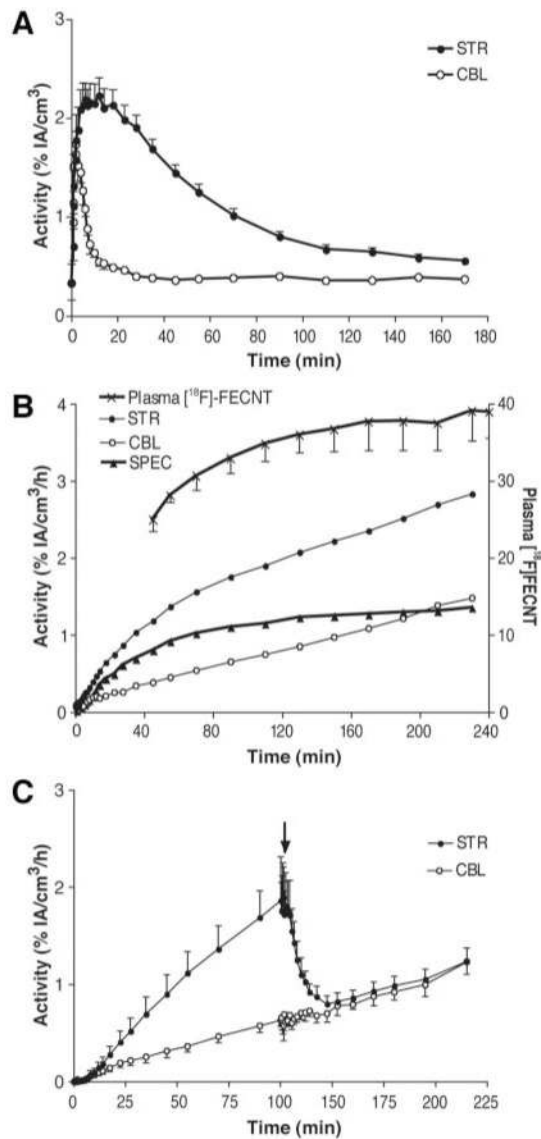 A
3
2
1
0
Activity (% IA/cm³)
STR
CBL
0 20 40 60 80 100 120 140 160 180
Time (min)
B
Plasma [¹⁸F]-FECNT
STR
CBL
SPEC
4
3
2
1
0
Activity (% IA/cm³/h)
40
30
20
10
0
Plasma [¹⁸F]FECNT
0 40 80 120 160 200 240
Time (min)
C
3
2
1
0
Activity (% IA/cm³/h)
STR
CBL
0 25 50 75 100 125 150 175 200 225
Time (min)